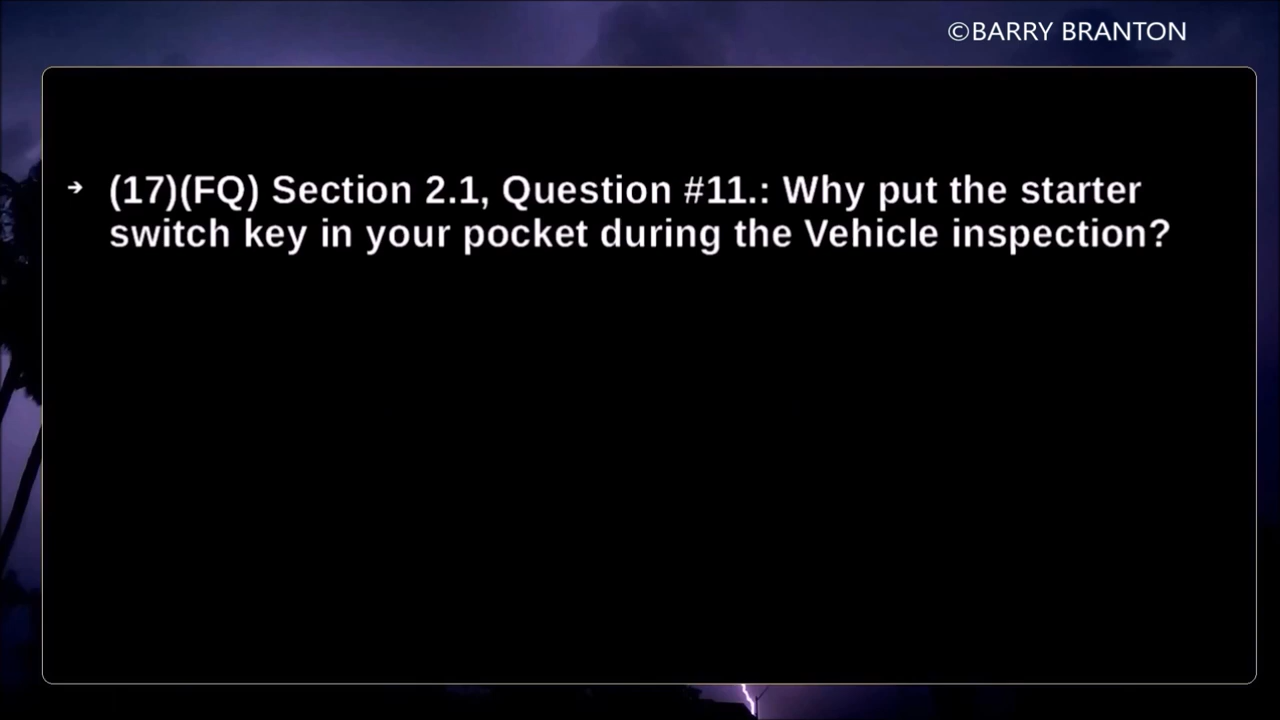 ©BARRY BRANTON
➔ (17)(FQ) Section 2.1, Question #11.: Why put the starter
switch key in your pocket during the Vehicle inspection?